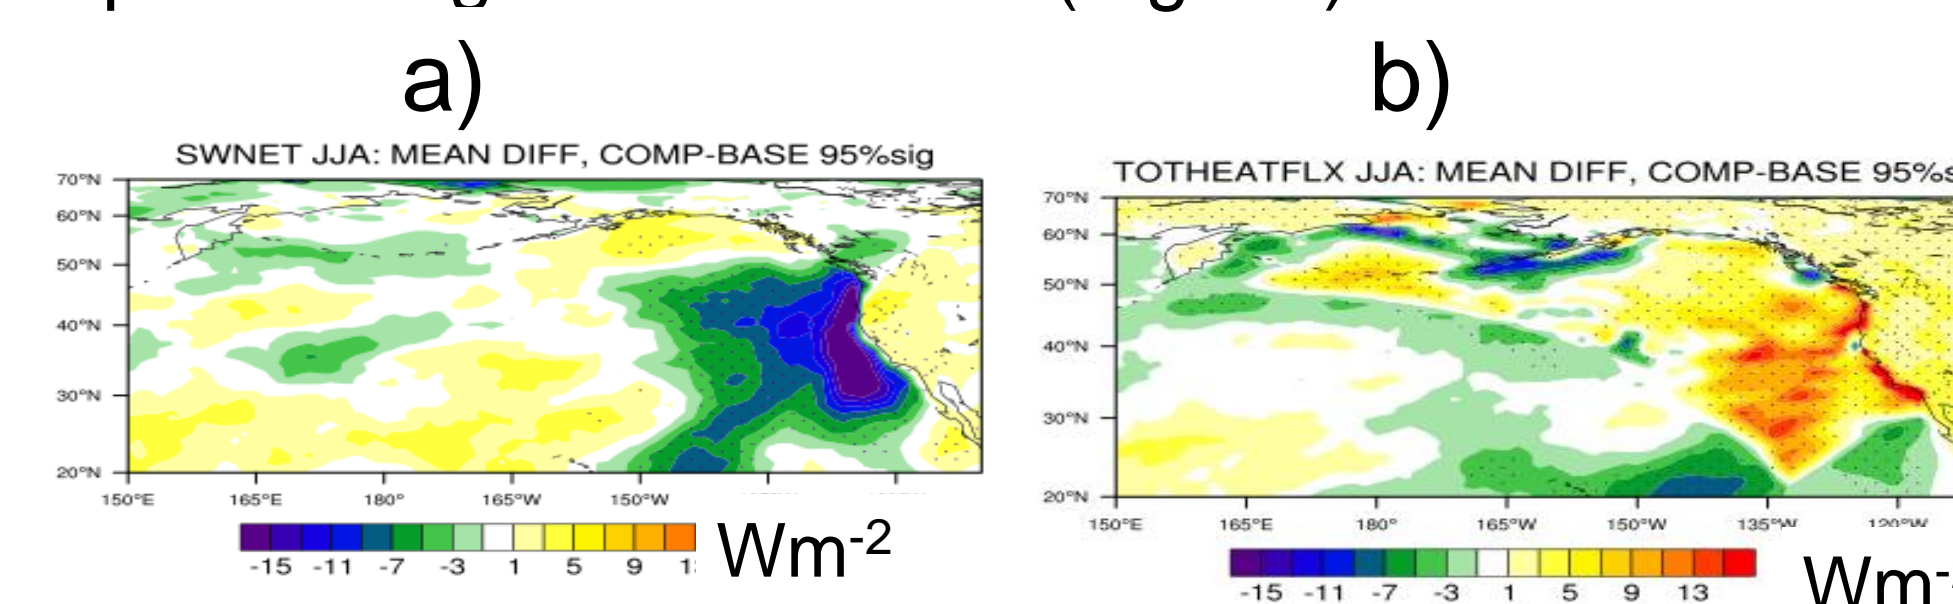 a)
b)
SWNET JJA: MEAN DIFF, COMP-BASE 95%sig
70°N
60°N
50°N
40°N
30°N
20°N
150°E 165°E 180° 165°W 150°W
-15 -11 -7 -3 1 5 9
Wm-2
TOTHEATFLX JJA: MEAN DIFF, COMP-BASE 95%s
70°N
60°N
50°N
40°N
30°N
20°N
150°E 165°E 180° 165°W 150°W 135°W 120°W
-15 -11 -7 -3 1 5 9 13
Wm-